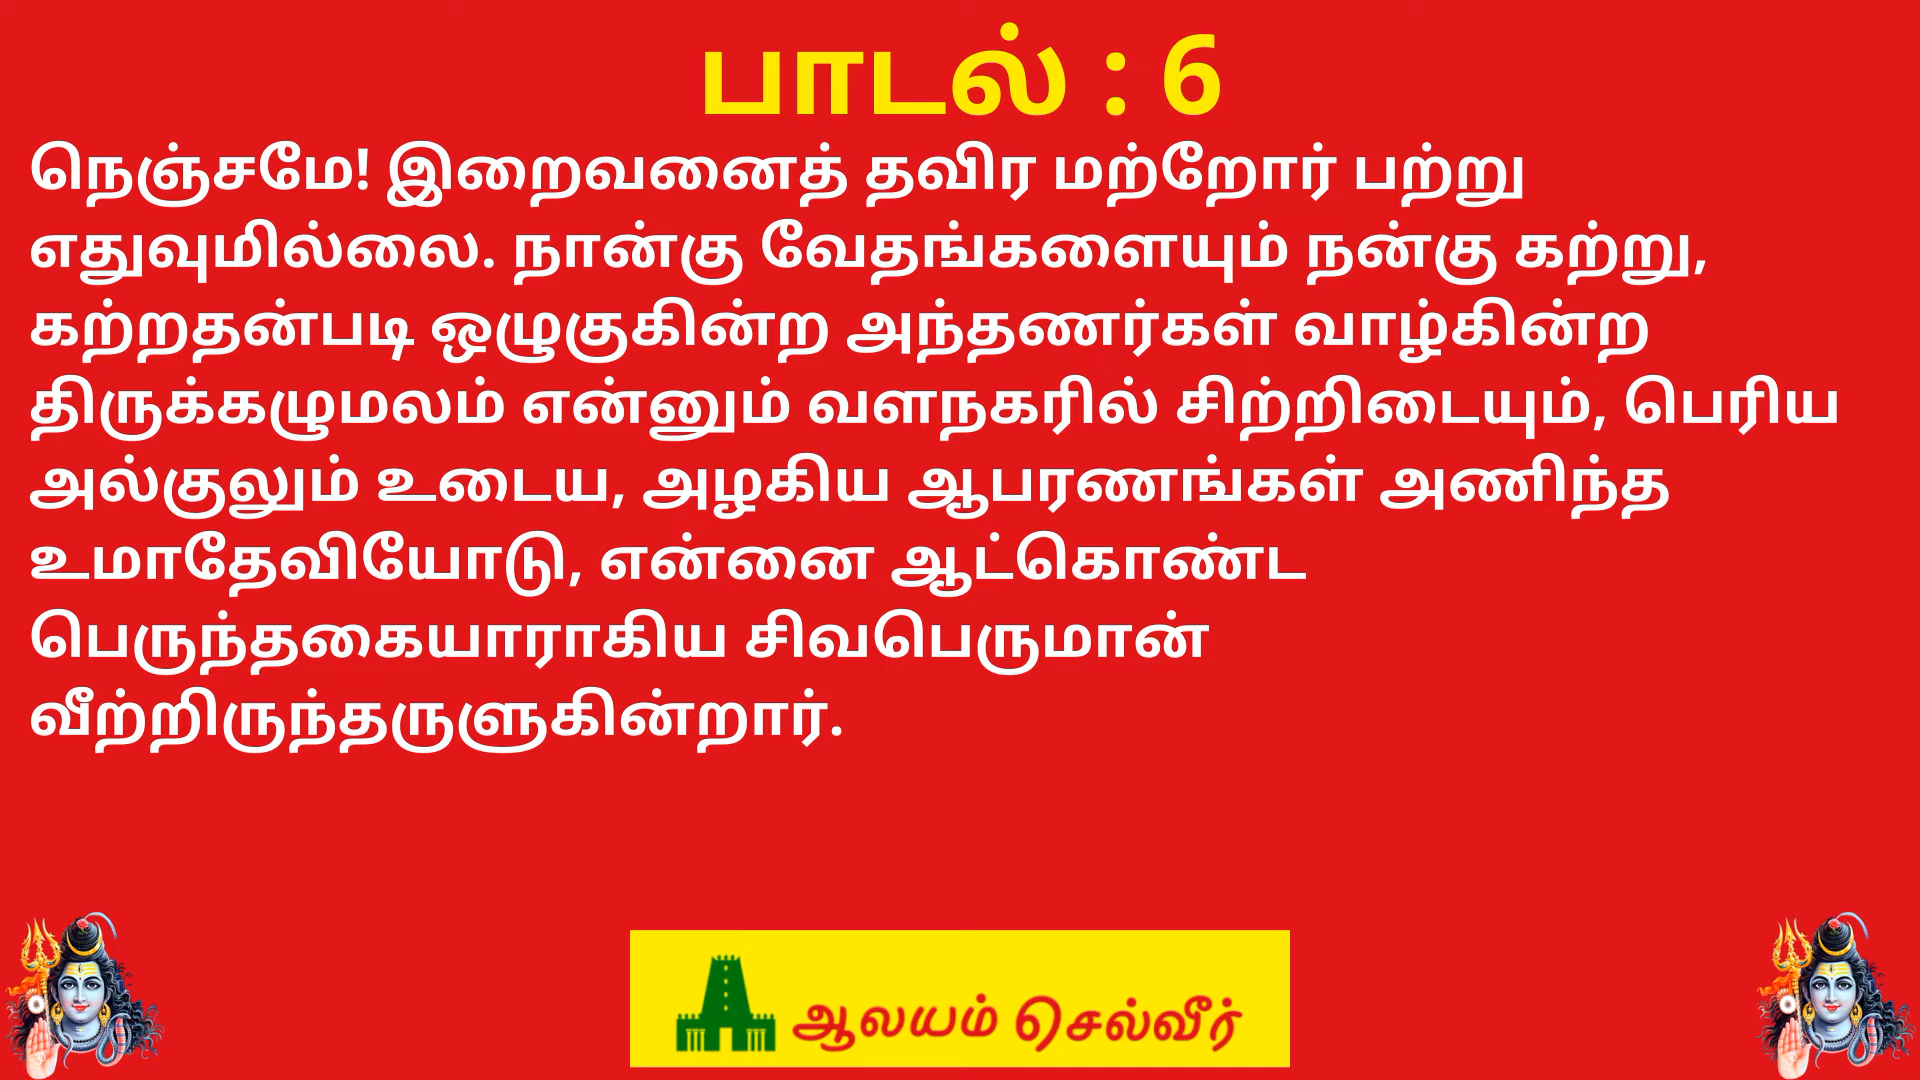 பாடல் : 6
நெஞ்சமே! இறைவனைத் தவிர மற்றோர் பற்று
எதுவுமில்லை. நான்கு வேதங்களையும் நன்கு கற்று,
கற்றதன்படி ஒழுகுகின்ற அந்தணர்கள் வாழ்கின்ற
திருக்கழுமலம் என்னும் வளநகரில் சிற்றிடையும், பெரிய
அல்குலும் உடைய, அழகிய ஆபரணங்கள் அணிந்த
உமாதேவியோடு, என்னை ஆட்கொண்ட
பெருந்தகையாராகிய சிவபெருமான்
வீற்றிருந்தருளுகின்றார்.
ஆலயம் செல்வீர்